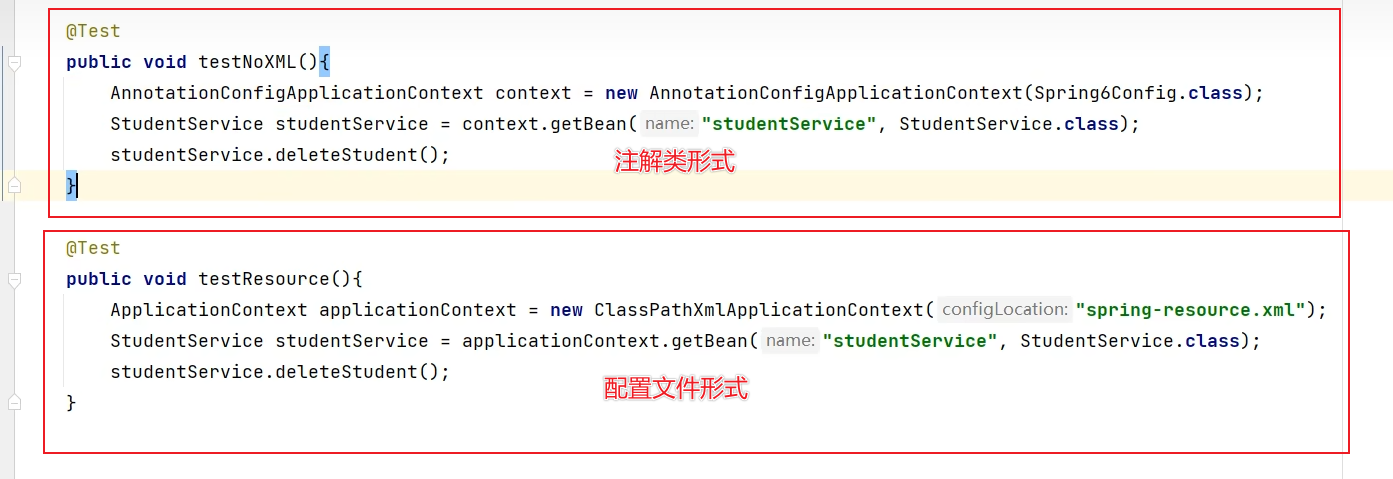 @Test
public void testNoXML(){
AnnotationConfigApplicationContext context = new AnnotationConfigApplicationContext(Spring6Config.class);
StudentService studentService = context.getBean( name: "studentService", StudentService.class);
studentService.deleteStudent();
注解类形式
}
@Test
public void testResource(){
ApplicationContext applicationContext = new ClassPathXmlApplicationContext( configLocation: "spring-resource.xml");
StudentService studentService = applicationContext.getBean( name: "studentService", StudentService.class);
studentService.deleteStudent();
配置文件形式
}